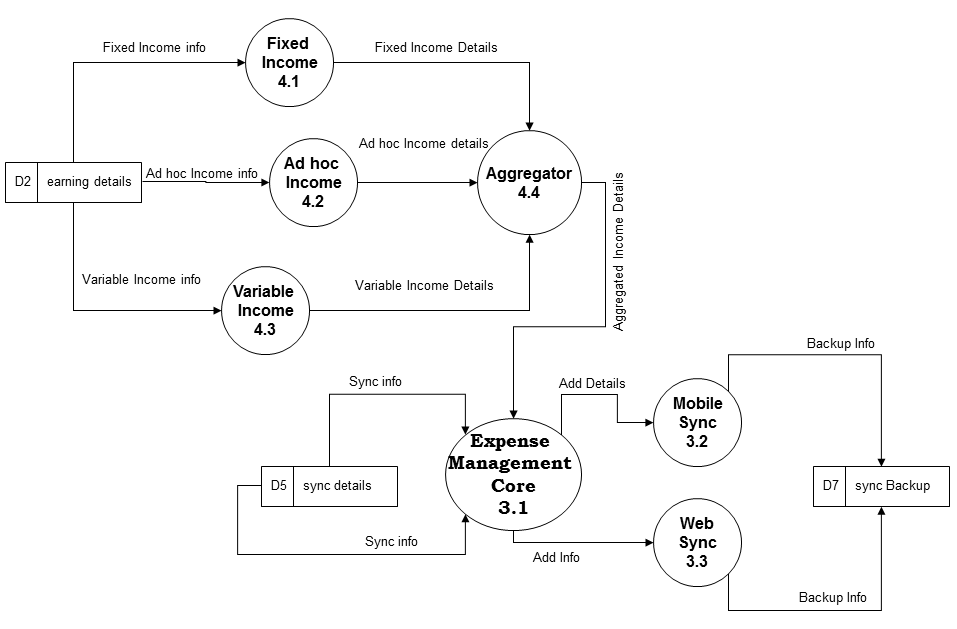 Fixed Income info
Fixed
Income
4.1
Fixed Income Details
D2
earning details
Ad hoc Income info
Ad hoc
Income
4.2
Ad hoc Income details
Aggregator
4.4
Aggregated Income Details
Variable Income info
Variable
Income
4.3
Variable Income Details
Sync info
D5
sync details
Sync info
Expense
Management
Core
3.1
Add Details
Mobile
Sync
3.2
Backup Info
D7
sync Backup
Add Info
Web
Sync
3.3
Backup Info